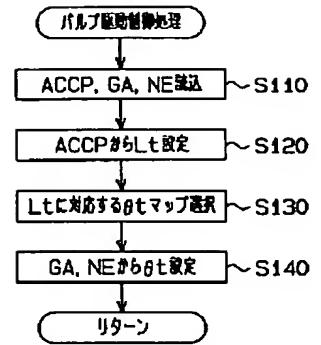 バルブ駆動制御処理
ACCP, GA, NE読込
S110
ACCPからLt設定
S120
Ltに対応するθtマップ選択
S130
GA, NEからθt設定
S140
リターン